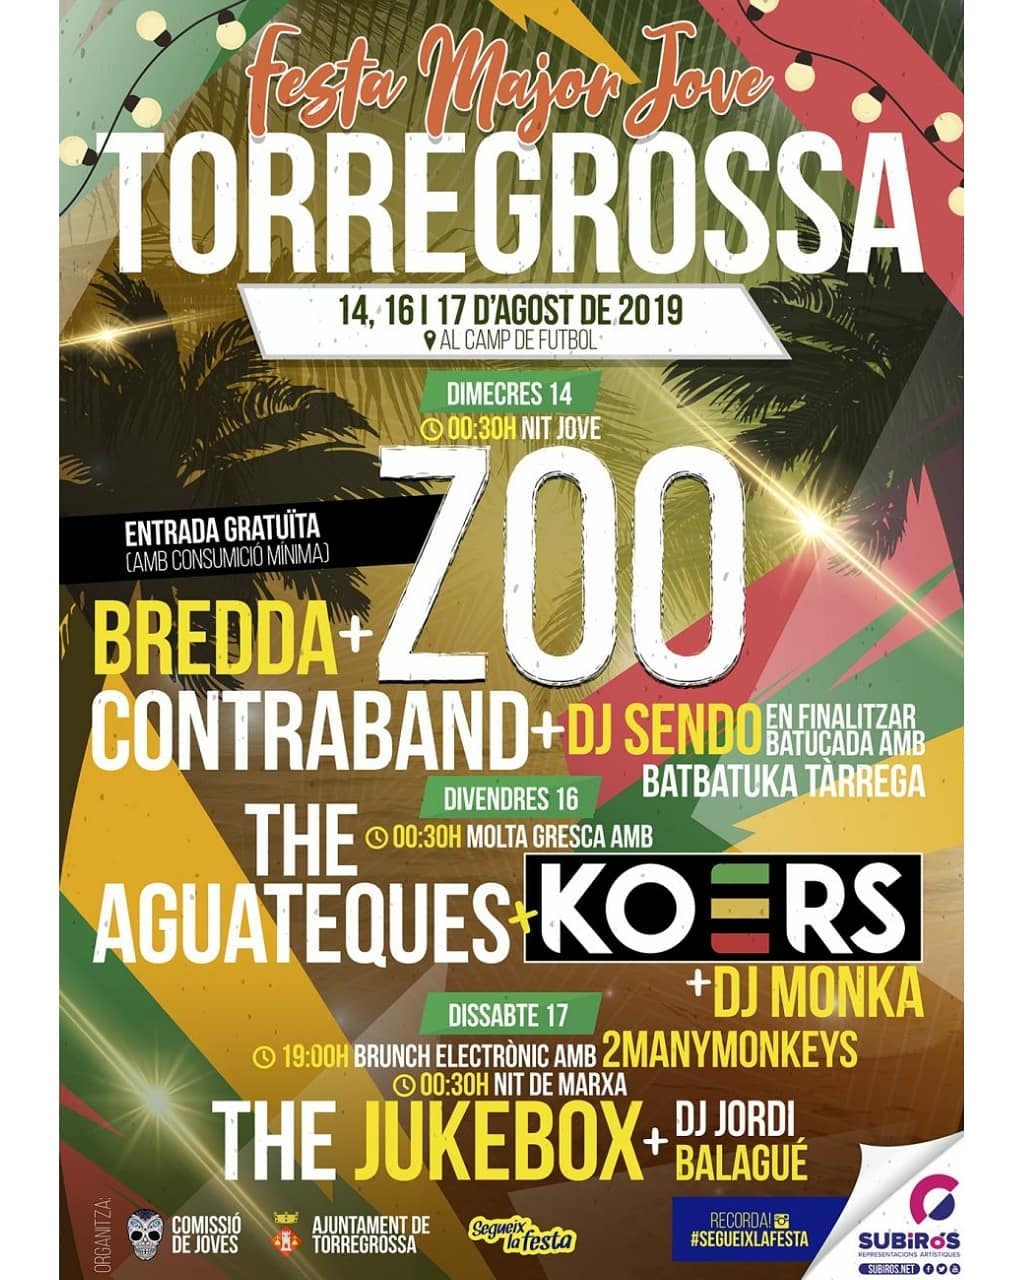 Festa Major Jove
TORREGROSSA
14, 16 I 17 D'AGOST DE 2019
AL CAMP DE FUTBOL
DIMECRES 14
00:30H NIT JOVE
ZOO
ENTRADA GRATUÏTA
(AMB CONSUMICIÓ MÍNIMA)
BREDDA+
CONTRABAND+DJ SENDO
EN FINALITZAR
BATUCADA AMB
BATBATUKA TÀRREGA
DIVENDRES 16
00:30H MOLTA GRESCA AMB
THE
AGUATEQUES+KOERS
+DJ MONKA
DISSABTE 17
19:00H BRUNCH ELECTRÒNIC AMB 2MANYMONKEYS
00:30H NIT DE MARXA
THE JUKEBOX+
DJ JORDI
BALAGUÉ
ORGANITZA:
COMISSIÓ
DE JOVES
AJUNTAMENT DE
TORREGROSSA
Segueix
la festa
RECORDA!
#SEGUEIXLAFESTA
SUBIRÓS
REPRESENTACIONS ARTÍSTIQUES
SUBIROS.NET